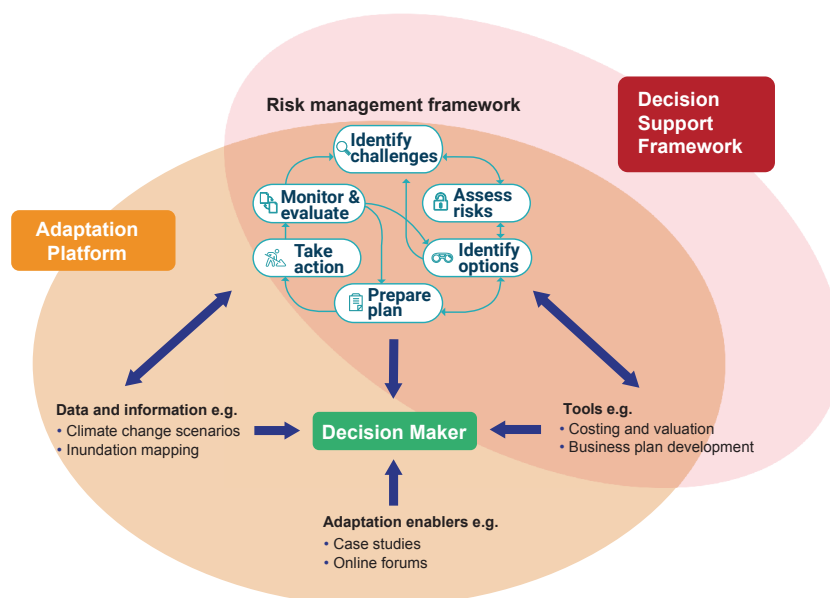 Risk management framework
Decision
Support
Framework
Identify
challenges
Monitor &
evaluate
Assess
risks
Adaptation
Platform
Take
action
Identify
options
Prepare
plan
Data and information e.g.
• Climate change scenarios
• Inundation mapping
Decision Maker
Tools e.g.
• Costing and valuation
• Business plan development
Adaptation enablers e.g.
• Case studies
• Online forums